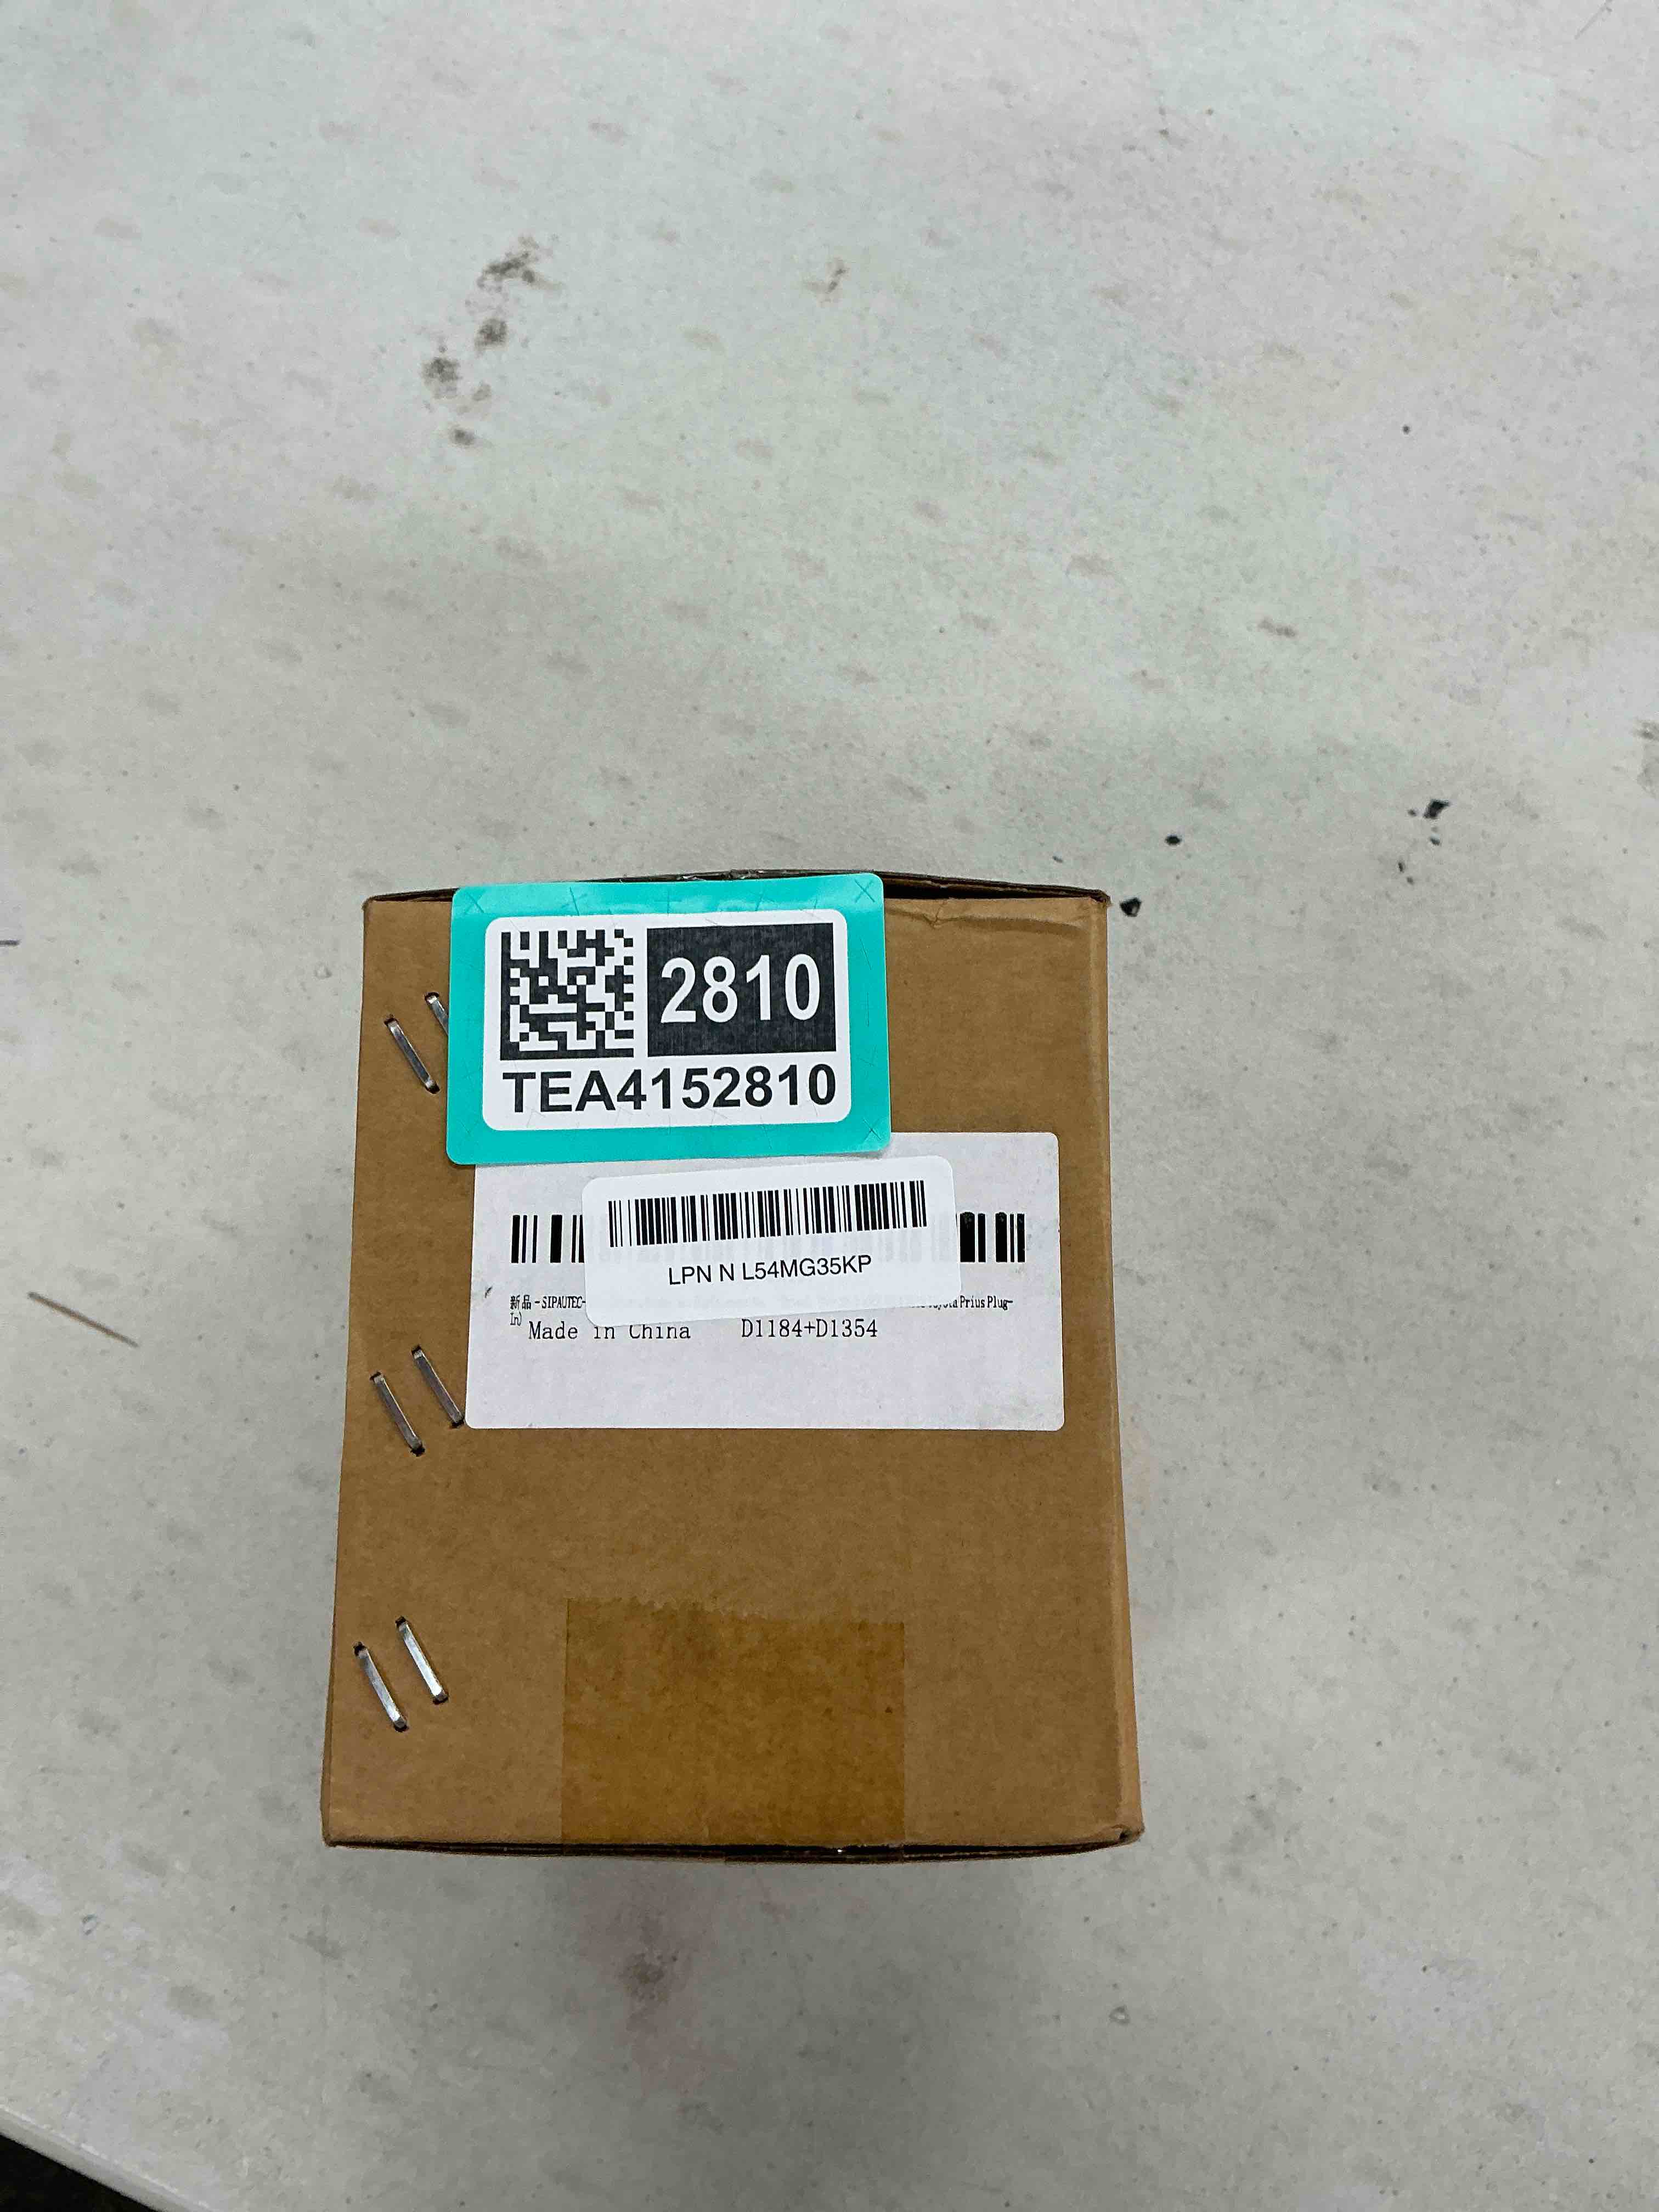 2810
TEA4152810
LPN N L54MG35KP
新品-SIPAUTEC- Prius Plug-
In)
Made in China D1184+D1354